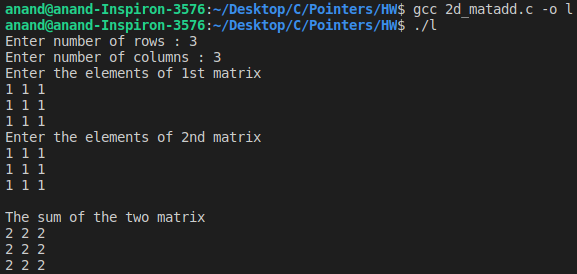 anand@anand-Inspiron-3576:~/Desktop/C/Pointers/HW$ gcc 2d_matadd.c -o l
anand@anand-Inspiron-3576:~/Desktop/C/Pointers/HW$ ./l
Enter number of rows : 3
Enter number of columns : 3
Enter the elements of 1st matrix
1 1 1
1 1 1
1 1 1
Enter the elements of 2nd matrix
1 1 1
1 1 1
1 1 1

The sum of the two matrix
2 2 2
2 2 2
2 2 2